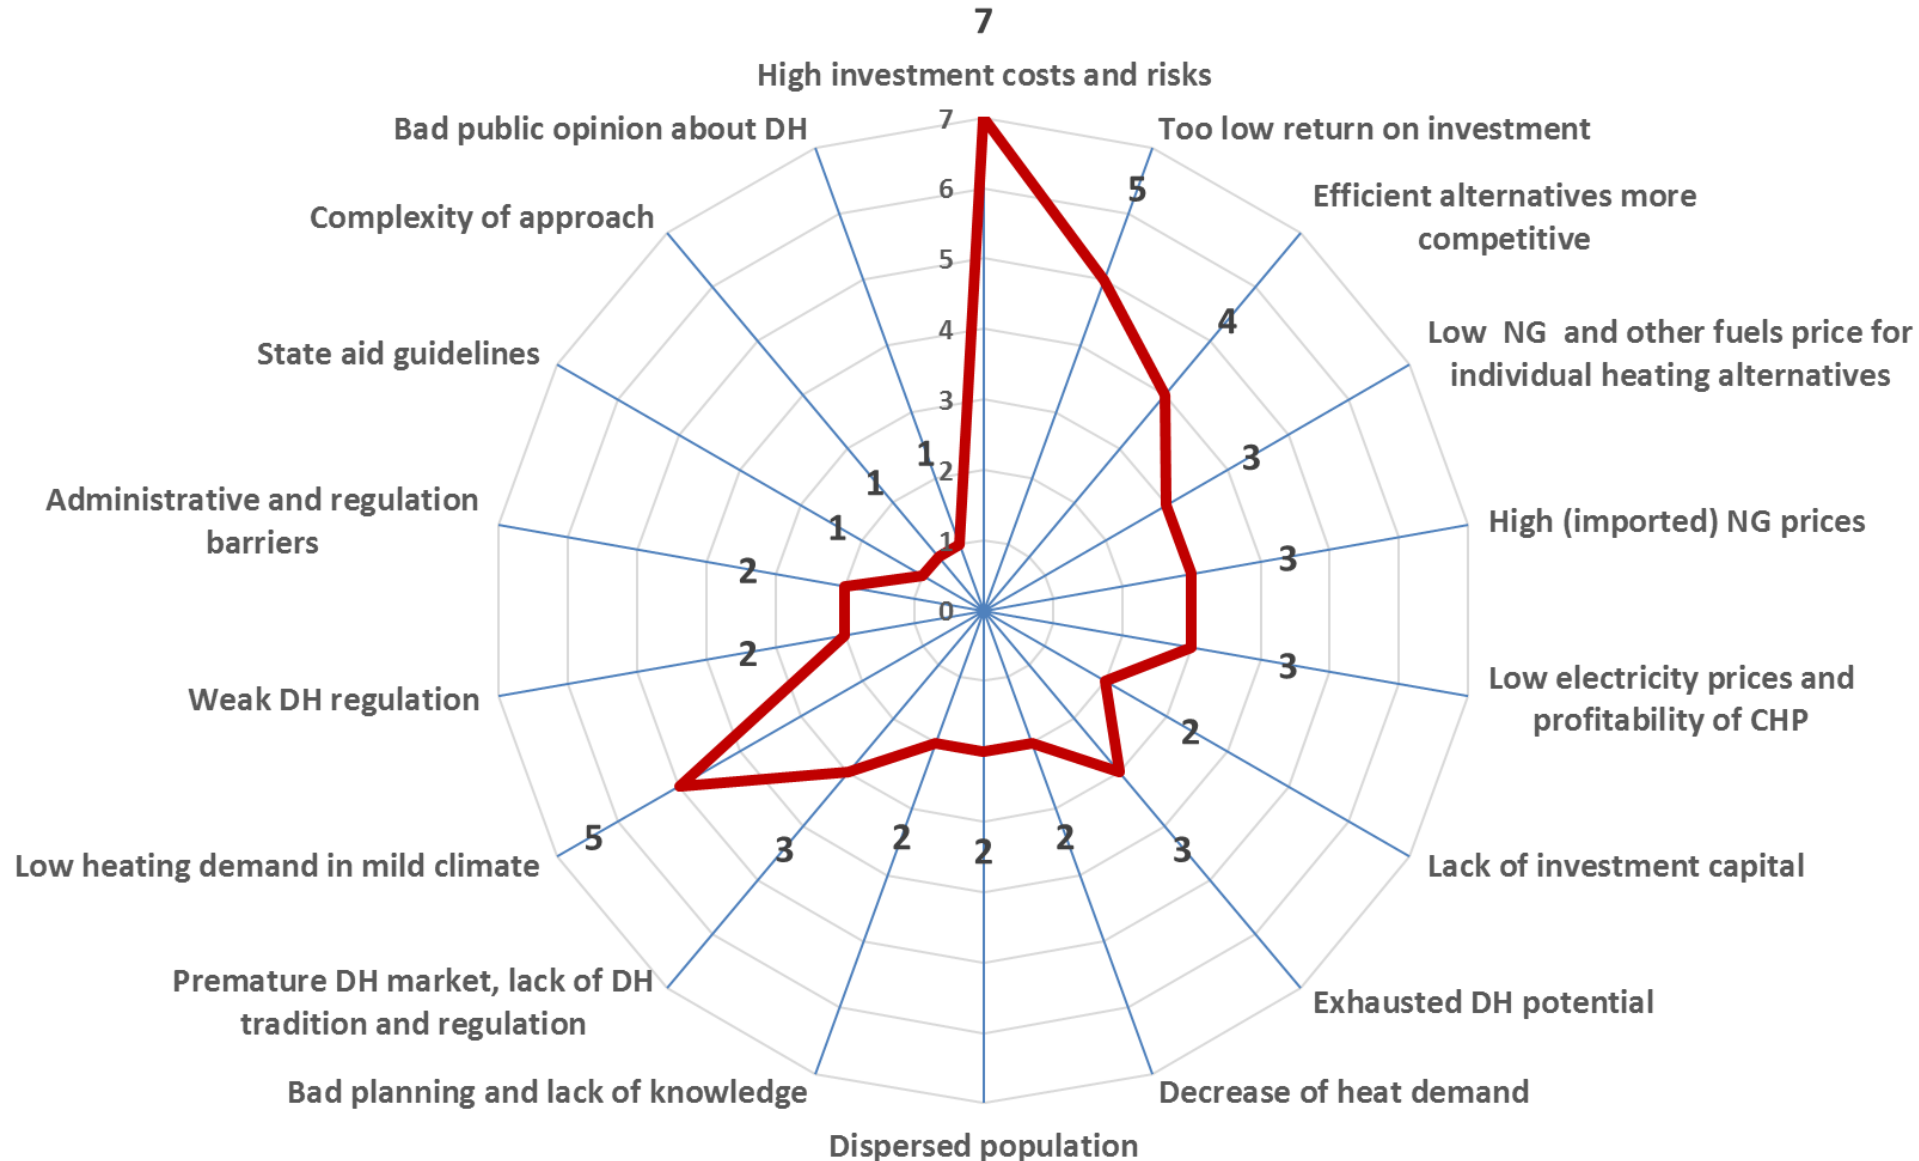 7
High investment costs and risks
Bad public opinion about DH
7
Too low return on investment
6
5
Efficient alternatives more
competitive
Complexity of approach
5
4
Low  NG  and other fuels price for
individual heating alternatives
State aid guidelines
4
3
3
1
2
1
Administrative and regulation
barriers
High (imported) NG prices
1
1
3
2
0
2
3
Weak DH regulation
Low electricity prices and
profitability of CHP
2
Low heating demand in mild climate
5
3
2
2
2
3
Lack of investment capital
Premature DH market, lack of DH
tradition and regulation
Exhausted DH potential
Bad planning and lack of knowledge
Decrease of heat demand
Dispersed population